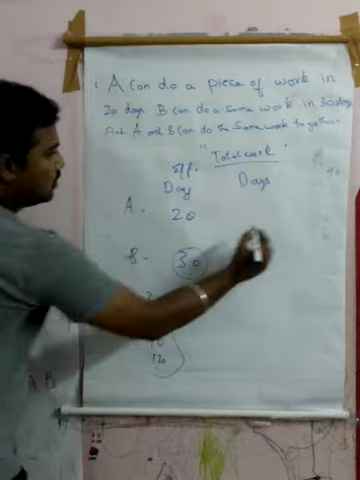 1. A can do a piece of work in
20 days B can do a same work in 30 days
find A and B can do the same work together.
Eff. "Total work"
Day Days
A - 20
B - 30
120
A B